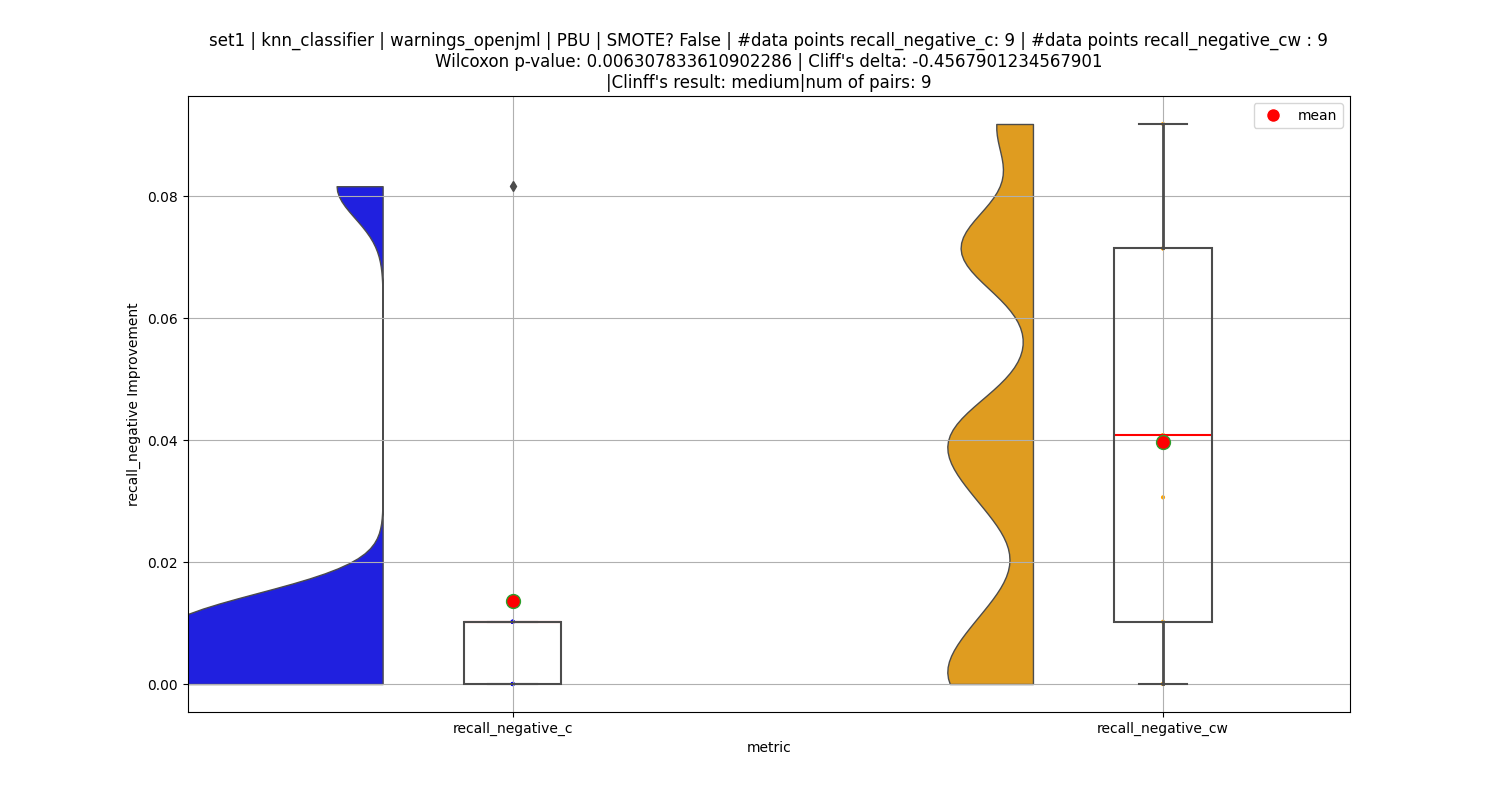 set1 | knn_classifier | warnings_openjml | PBU | SMOTE? False | #data points recall_negative_c: 9 | #data points recall_negative_cw : 9
Wilcoxon p-value: 0.006307833610902286 | Cliff's delta: -0.4567901234567901
|Clinff's result: medium|num of pairs: 9
mean
0.08
0.06
0.04
0.02
0.00
recall_negative Improvement
recall_negative_c
recall_negative_cw
metric